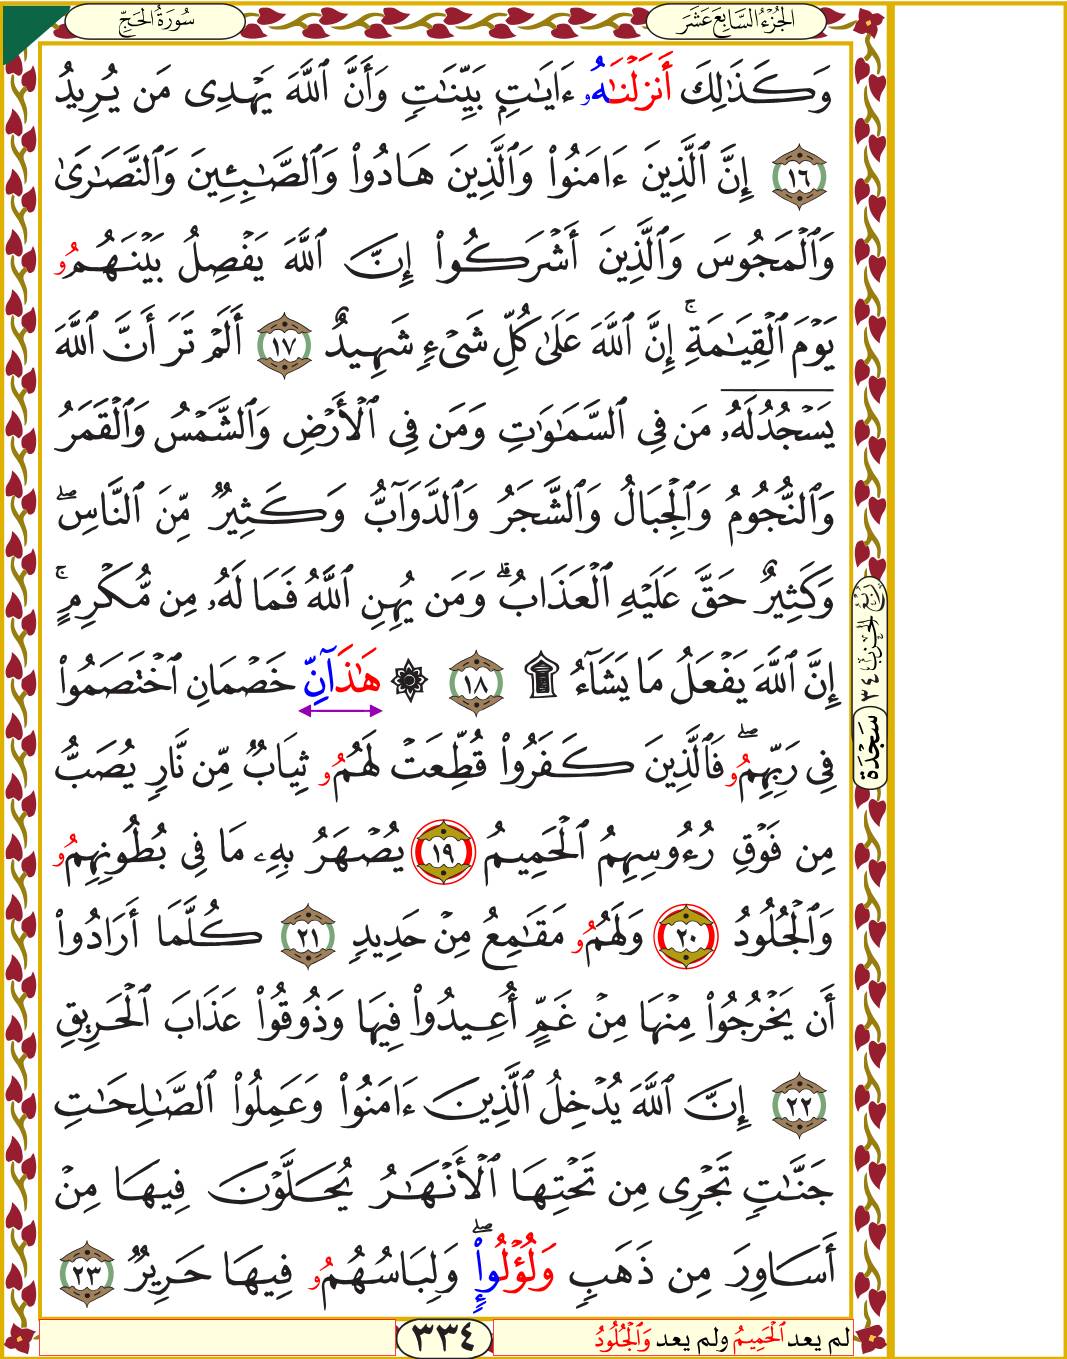 الجُزْءُ السَّابِعَ عَشَرَ
سُورَةُ الحَجِّ
وَكَذَٰلِكَ أَنزَلْنَٰهُۥ ءَايَٰتِۭ بَيِّنَٰتٖ وَأَنَّ ٱللَّهَ يَهْدِى مَن يُرِيدُ
١٦ إِنَّ ٱلَّذِينَ ءَامَنُواْ وَٱلَّذِينَ هَادُواْ وَٱلصَّٰبِـِٔينَ وَٱلنَّصَٰرَىٰ
وَٱلْمَجُوسَ وَٱلَّذِينَ أَشْرَكُواْ إِنَّ ٱللَّهَ يَفْصِلُ بَيْنَهُمُۥ
يَوْمَ ٱلْقِيَٰمَةِۚ إِنَّ ٱللَّهَ عَلَىٰ كُلِّ شَىْءٖ شَهِيدٌ ١٧ أَلَمْ تَرَ أَنَّ ٱللَّهَ
يَسْجُدُ لَهُۥ مَن فِى ٱلسَّمَٰوَٰتِ وَمَن فِى ٱلْأَرْضِ وَٱلشَّمْسُ وَٱلْقَمَرُ
وَٱلنُّجُومُ وَٱلْجِبَالُ وَٱلشَّجَرُ وَٱلدَّوَآبُّ وَكَثِيرٌ مِّنَ ٱلنَّاسِۖ
وَكَثِيرٌ حَقَّ عَلَيْهِ ٱلْعَذَابُۗ وَمَن يُهِنِ ٱللَّهُ فَمَا لَهُۥ مِن مُّكْرِمٍۚ
إِنَّ ٱللَّهَ يَفْعَلُ مَا يَشَآءُ ۩ ١٨ ۞ هَٰذَآنِّ خَصْمَانِ ٱخْتَصَمُواْ
فِى رَبِّهِمُۥۖ فَٱلَّذِينَ كَفَرُواْ قُطِّعَتْ لَهُمُۥ ثِيَابٌ مِّن نَّارٖ يُصَبُّ
مِن فَوْقِ رُءُوسِهِمُ ٱلْحَمِيمُ ١٩ يُصْهَرُ بِهِۦ مَا فِى بُطُونِهِمُۥ
وَٱلْجُلُودُ ٢٠ وَلَهُمُۥ مَقَٰمِعُ مِنْ حَدِيدٖ ٢١ كُلَّمَا أَرَادُواْ
أَن يَخْرُجُواْ مِنْهَا مِنْ غَمٍّ أُعِيدُواْ فِيهَا وَذُوقُواْ عَذَابَ ٱلْحَرِيقِ
٢٢ إِنَّ ٱللَّهَ يُدْخِلُ ٱلَّذِينَ ءَامَنُواْ وَعَمِلُواْ ٱلصَّٰلِحَٰتِ
جَنَّٰتٖ تَجْرِى مِن تَحْتِهَا ٱلْأَنْهَٰرُ يُحَلَّوْنَ فِيهَا مِنْ
أَسَاوِرَ مِن ذَهَبٖ وَلُؤْلُواٍۖ وَلِبَاسُهُمُۥ فِيهَا حَرِيرٌ ٢٣
رُبْعُ الحِزْبِ ٣٤
سَجْدَة
لم يعد ٱلْحَمِيمُ ولم يعد وَٱلْجُلُودُ
٣٣٤